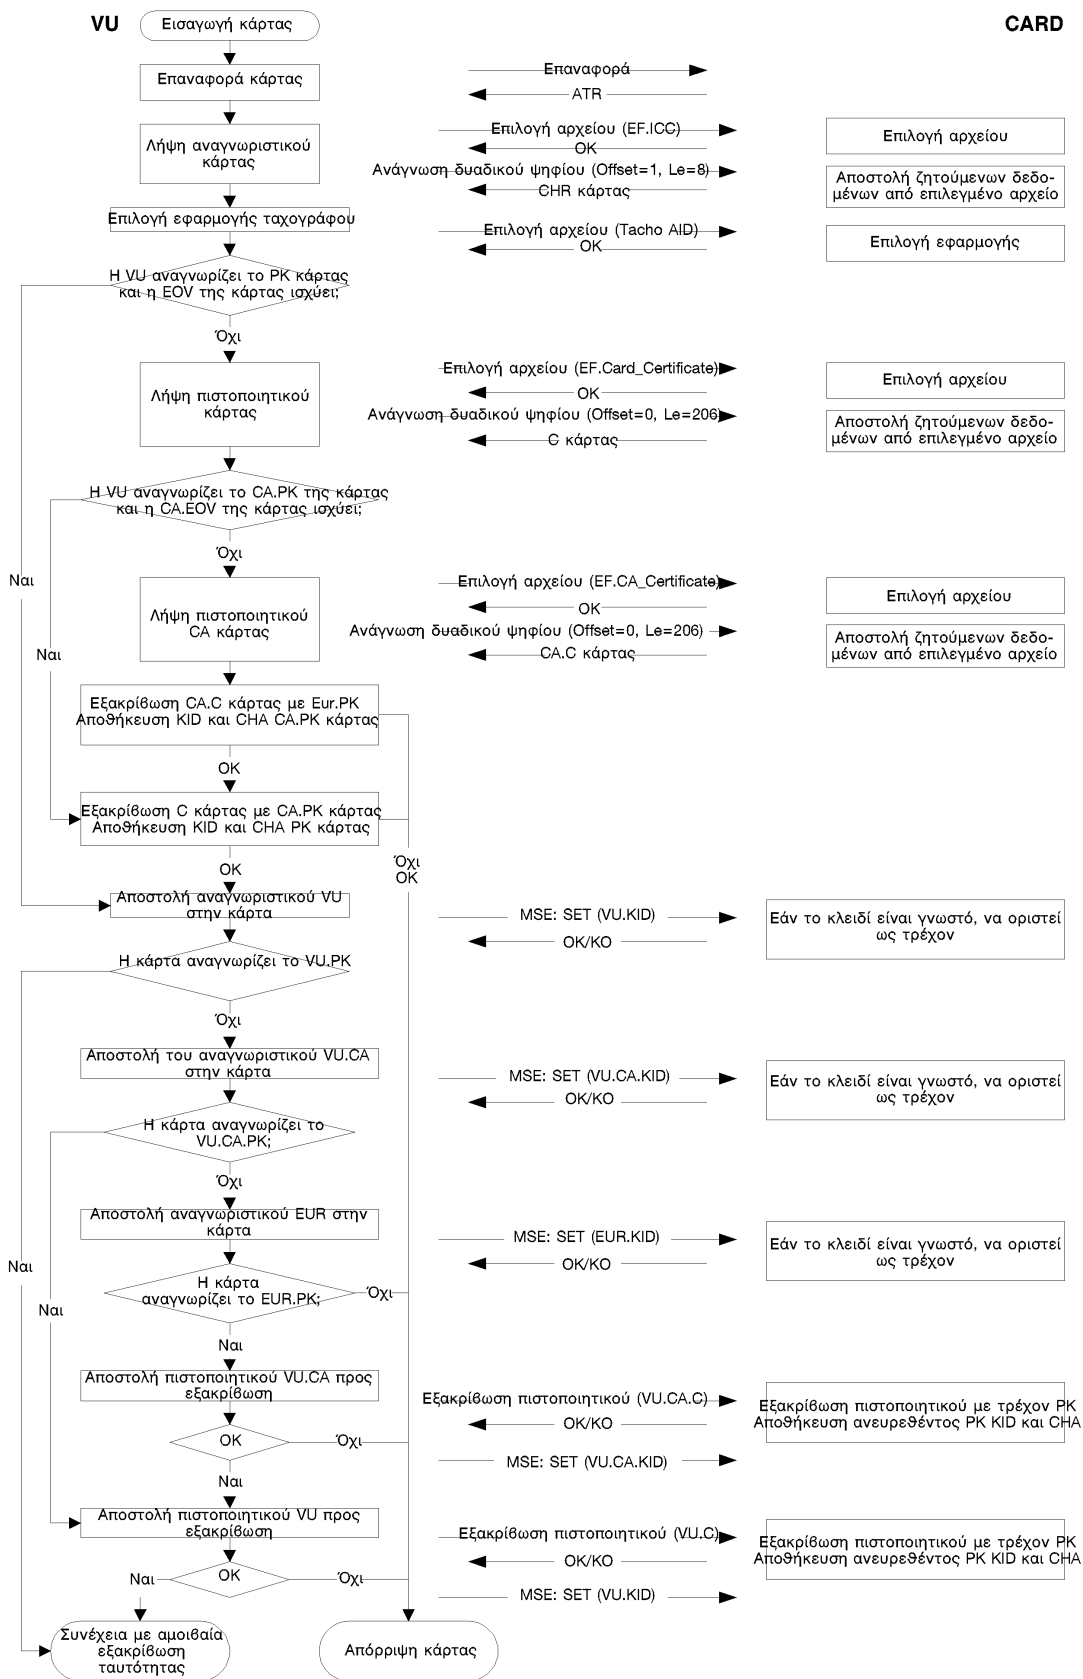 VU
CARD
Εισαγωγή κάρτας
Επαναφορά κάρτας
Επαναφορά
ATR
Λήψη αναγνωριστικού
κάρτας
Επιλογή αρχείου (EF.ICC)
OK
Επιλογή αρχείου
Ανάγνωση δυαδικού ψηφίου (Offset=1, Le=8)
CHR κάρτας
Αποστολή ζητούμενων δεδο-
μένων από επιλεγμένο αρχείο
Επιλογή εφαρμογής ταχογράφου
Επιλογή αρχείου (Tacho AID)
OK
Επιλογή εφαρμογής
Η VU αναγνωρίζει το PK κάρτας
και η EOV της κάρτας ισχύει;
Όχι
Λήψη πιστοποιητικού
κάρτας
Επιλογή αρχείου (EF.Card_Certificate)
OK
Επιλογή αρχείου
Ανάγνωση δυαδικού ψηφίου (Offset=0, Le=206)
C κάρτας
Αποστολή ζητούμενων δεδο-
μένων από επιλεγμένο αρχείο
Η VU αναγνωρίζει το CA.PK της κάρτας
και η CA.EOV της κάρτας ισχύει;
Όχι
Ναι
Λήψη πιστοποιητικού
CA κάρτας
Επιλογή αρχείου (EF.CA_Certificate)
OK
Επιλογή αρχείου
Ανάγνωση δυαδικού ψηφίου (Offset=0, Le=206)
CA.C κάρτας
Αποστολή ζητούμενων δεδο-
μένων από επιλεγμένο αρχείο
Ναι
Εξακρίβωση CA.C κάρτας με Eur.PK
Αποθήκευση KID και CHA CA.PK κάρτας
OK
Εξακρίβωση C κάρτας με CA.PK κάρτας
Αποθήκευση KID και CHA PK κάρτας
OK
Όχι
OK
Αποστολή αναγνωριστικού VU
στην κάρτα
MSE: SET (VU.KID)
OK/KO
Εάν το κλειδί είναι γνωστό, να οριστεί
ως τρέχον
Η κάρτα αναγνωρίζει το VU.PK
Όχι
Αποστολή του αναγνωριστικού VU.CA
στην κάρτα
MSE: SET (VU.CA.KID)
OK/KO
Εάν το κλειδί είναι γνωστό, να οριστεί
ως τρέχον
Η κάρτα αναγνωρίζει το
VU.CA.PK;
Όχι
Αποστολή αναγνωριστικού EUR στην
κάρτα
MSE: SET (EUR.KID)
OK/KO
Εάν το κλειδί είναι γνωστό, να οριστεί
ως τρέχον
Ναι
Η κάρτα
αναγνωρίζει το EUR.PK;
Όχι
Ναι
Ναι
Αποστολή πιστοποιητικού VU.CA προς
εξακρίβωση
Εξακρίβωση πιστοποιητικού (VU.CA.C)
OK/KO
Εξακρίβωση πιστοποιητικού με τρέχον PK
Αποθήκευση ανευρεθέντος PK KID και CHA
OK
Όχι
MSE: SET (VU.CA.KID)
Ναι
Αποστολή πιστοποιητικού VU προς
εξακρίβωση
Εξακρίβωση πιστοποιητικού (VU.C)
OK/KO
Εξακρίβωση πιστοποιητικού με τρέχον PK
Αποθήκευση ανευρεθέντος PK KID και CHA
Ναι
OK
Όχι
MSE: SET (VU.KID)
Συνέχεια με αμοιβαία
εξακρίβωση
ταυτότητας
Απόρριψη κάρτας